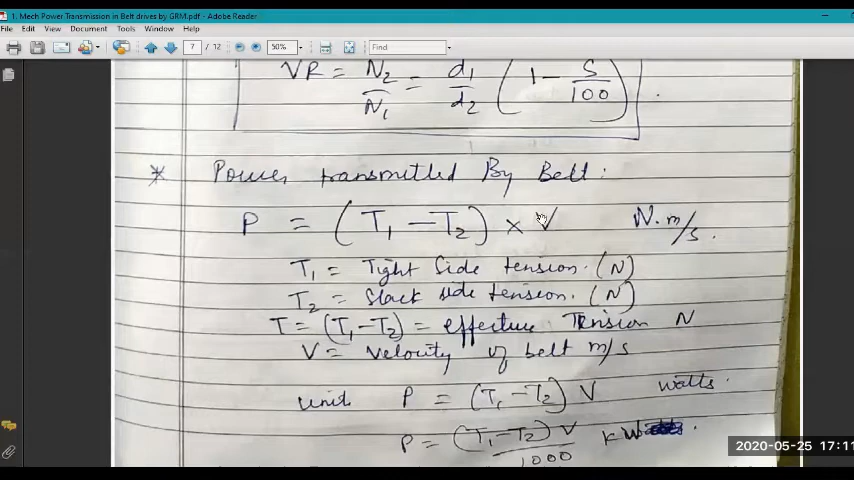 1. Mech Power Transmission in Belt drives by GRM.pdf - Adobe Reader
File Edit View Document Tools Window Help
7 / 12 50% Find
VR = N₂/N₁ = d₁/d₂ (1 - S/100).
* Power transmitted By Belt:
P = (T₁ - T₂) × V N.m/s.
T₁ = Tight Side tension. (N)
T₂ = Slack side tension. (N)
T = (T₁ - T₂) = effective Tension N
V = Velocity of belt m/s
unit P = (T₁ - T₂) V watts.
P = (T₁ - T₂) V/1000 KW.
2020-05-25 17:11